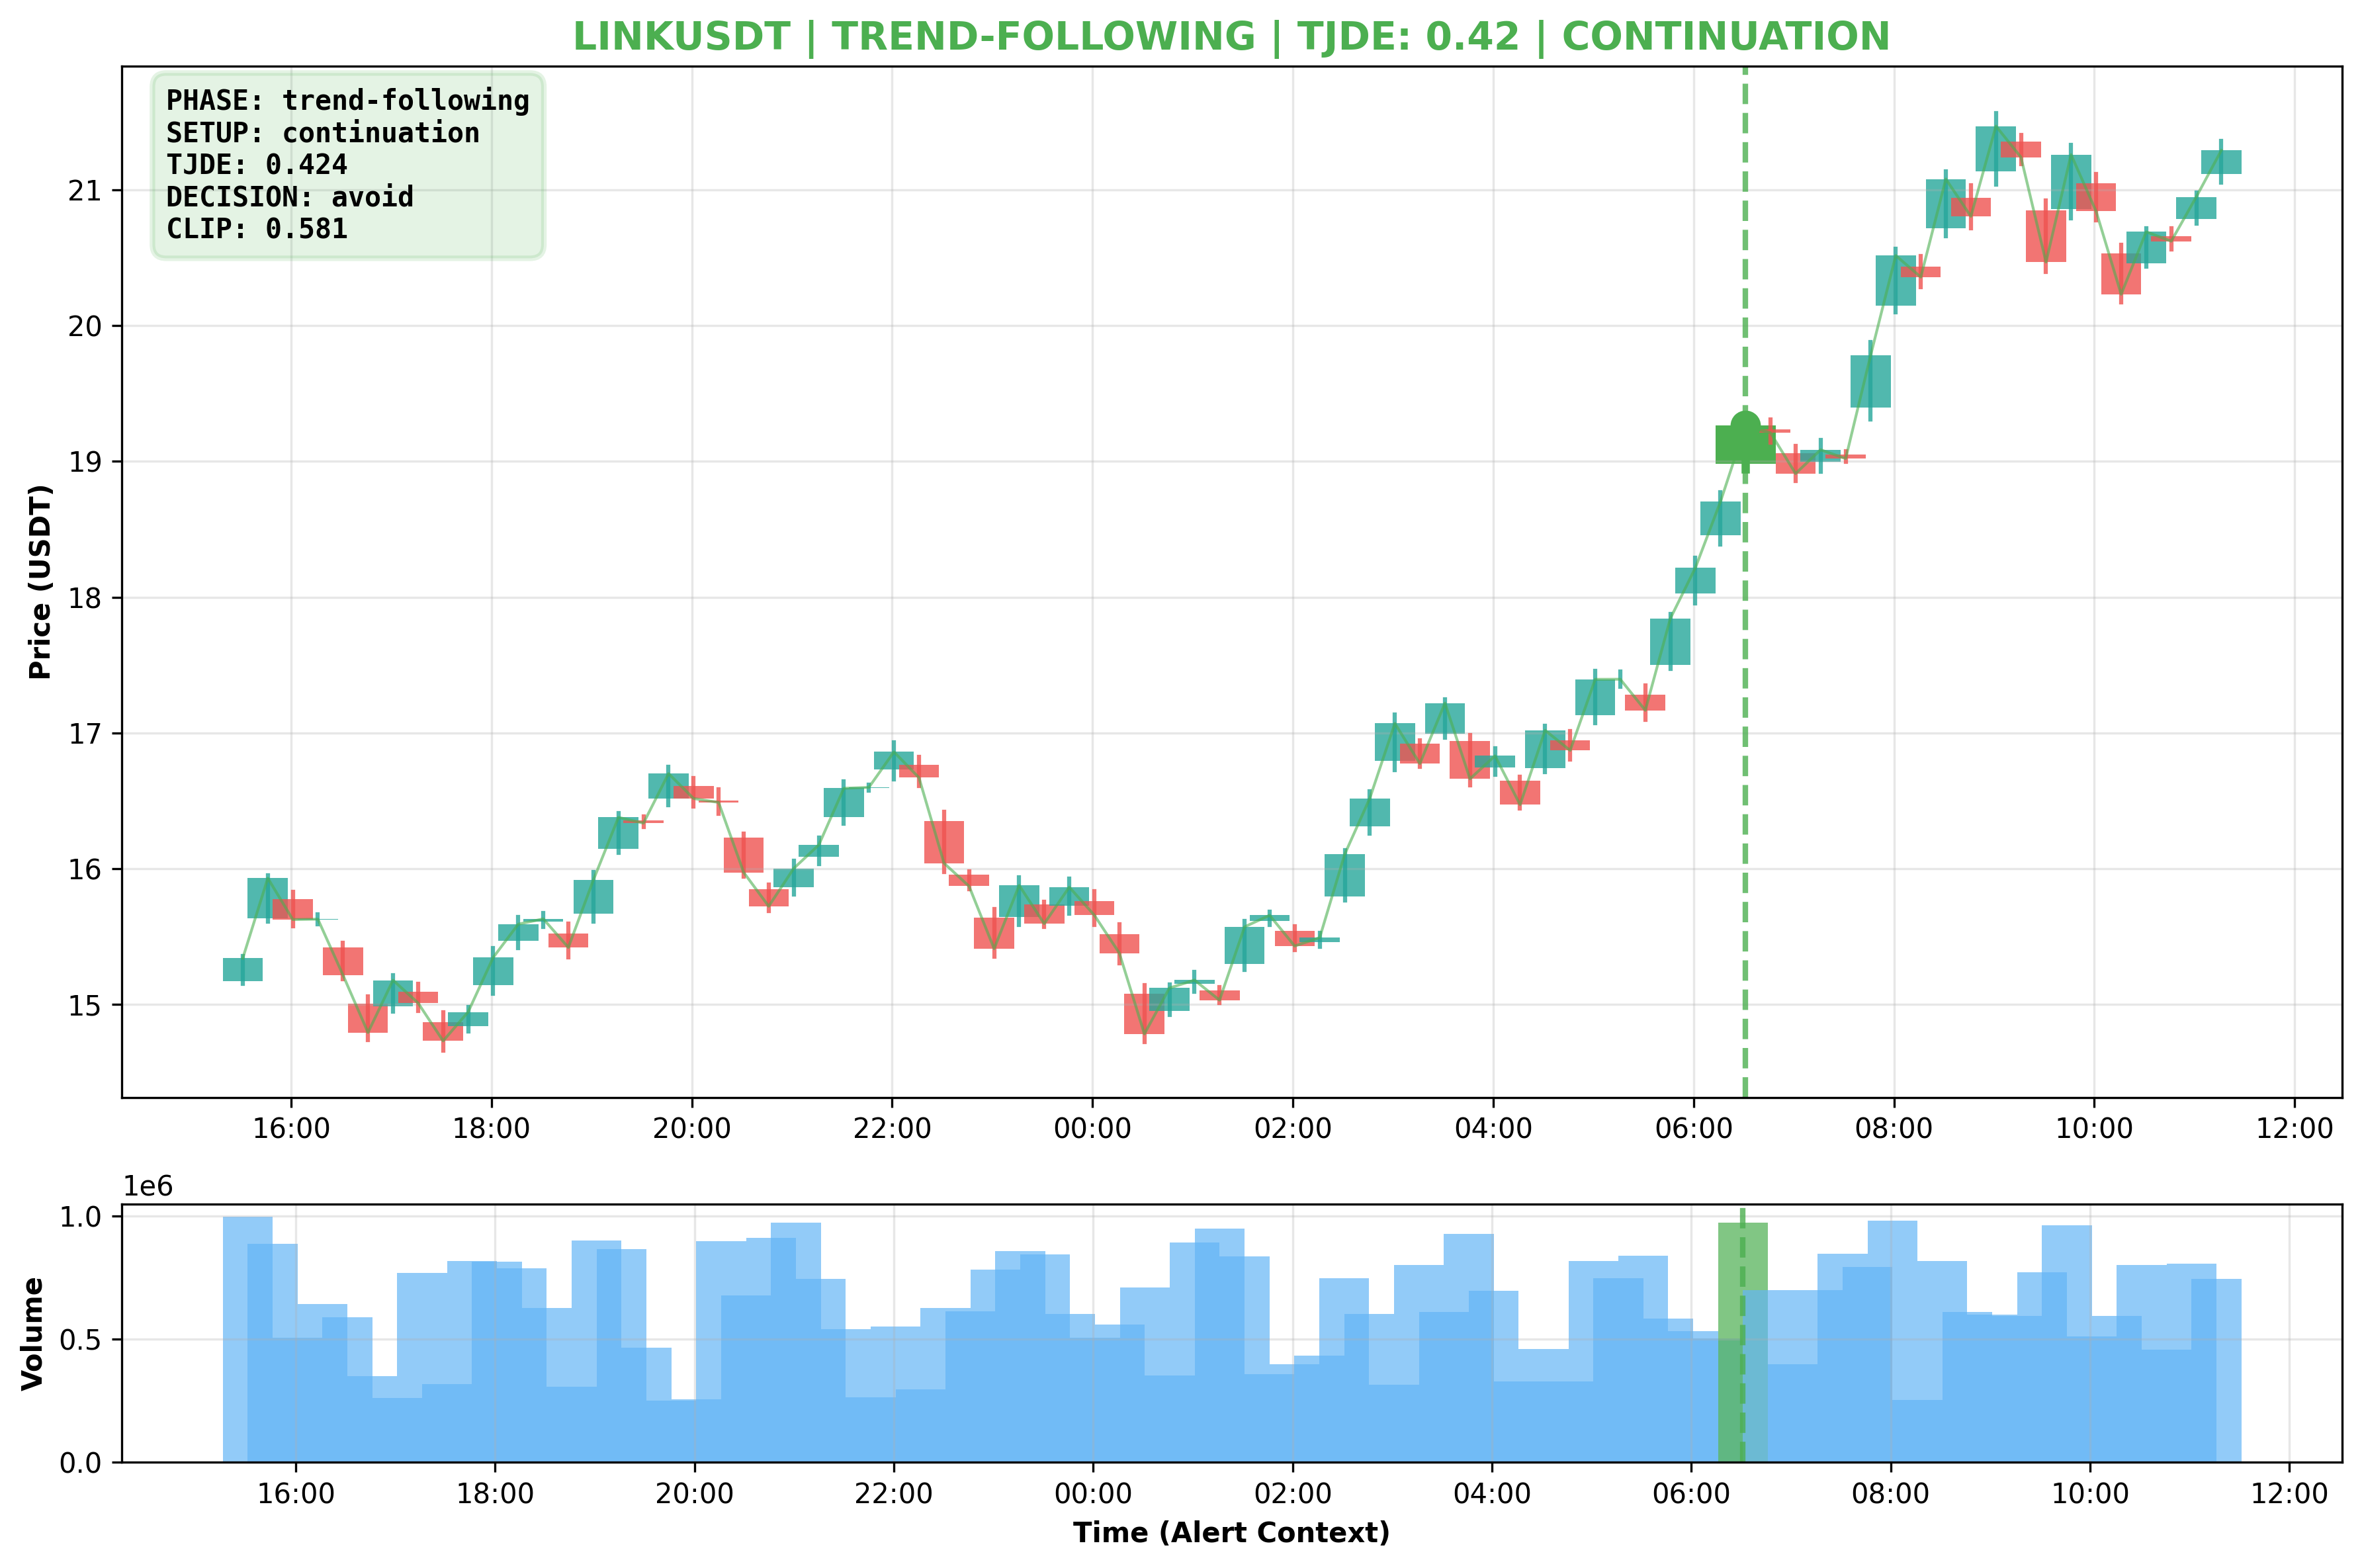 LINKUSDT | TREND-FOLLOWING | TJDE: 0.42 | CONTINUATION
PHASE: trend-following
SETUP: continuation
TJDE: 0.424
DECISION: avoid
CLIP: 0.581
Price (USDT)
21
20
19
18
17
16
15
16:00 18:00 20:00 22:00 00:00 02:00 04:00 06:00 08:00 10:00 12:00
1e6
Volume
1.0
0.5
0.0
16:00 18:00 20:00 22:00 00:00 02:00 04:00 06:00 08:00 10:00 12:00
Time (Alert Context)